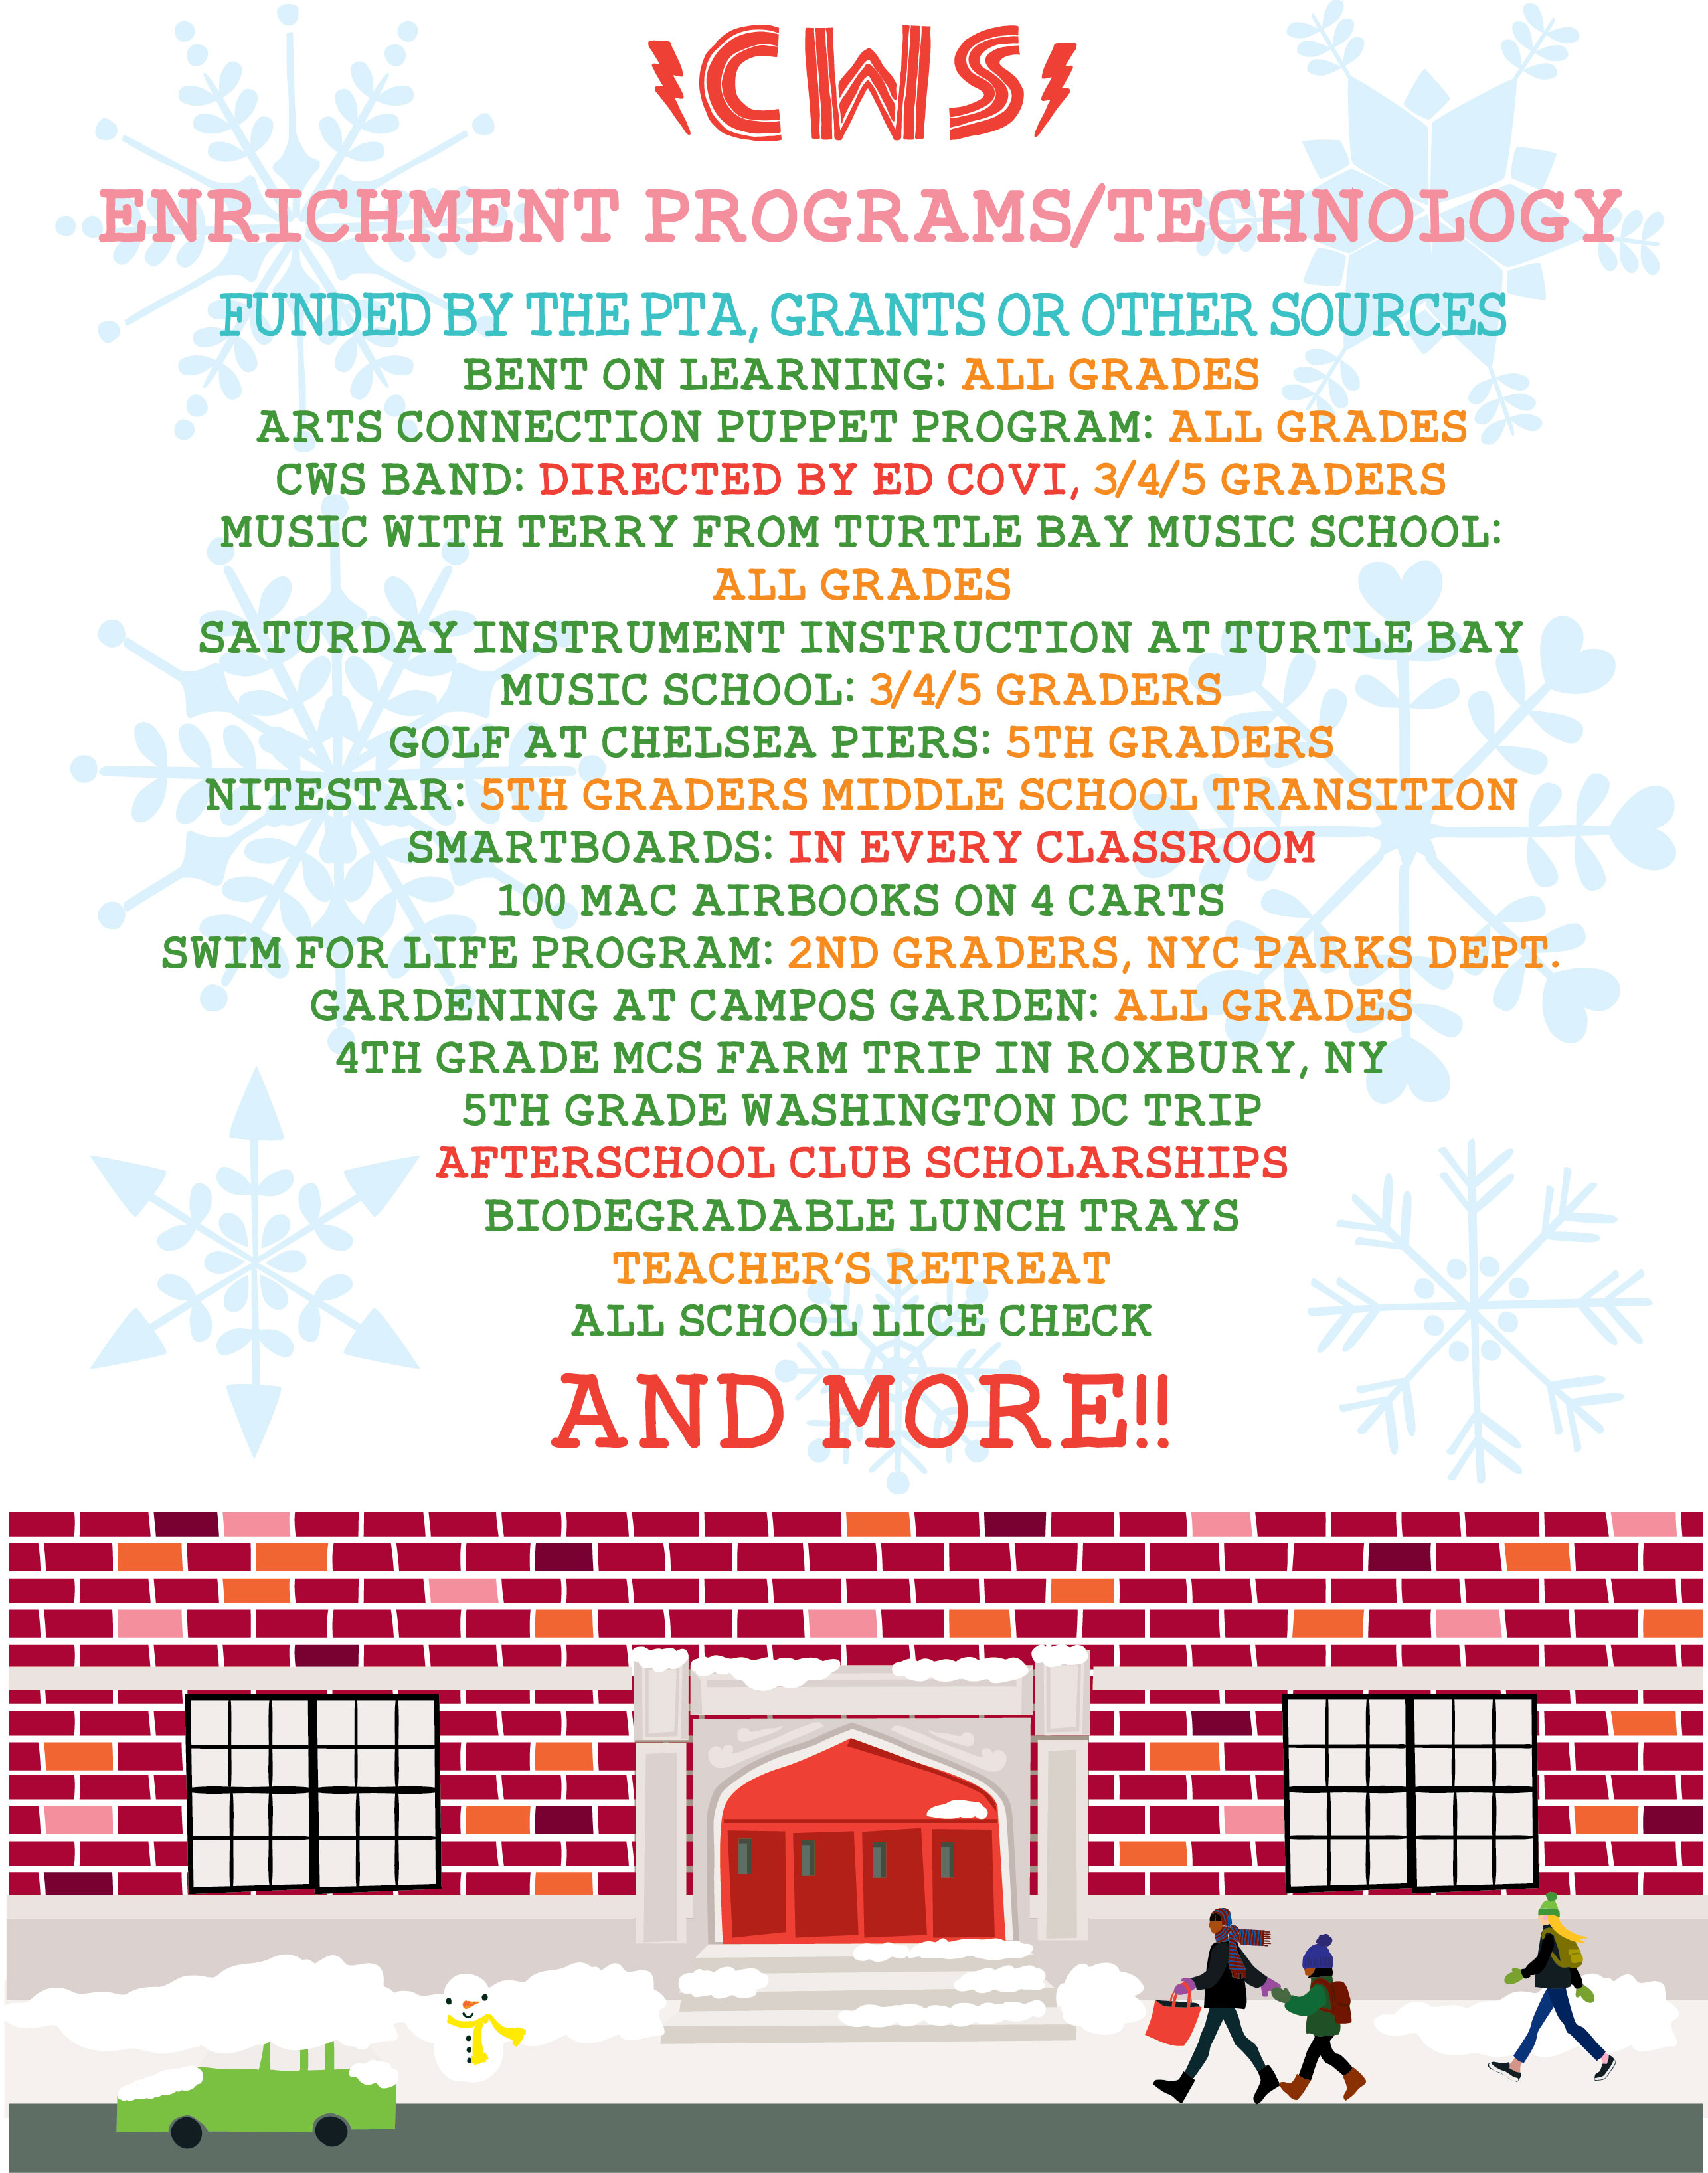 CWS
ENRICHMENT PROGRAMS/TECHNOLOGY
FUNDED BY THE PTA, GRANTS OR OTHER SOURCES
BENT ON LEARNING: ALL GRADES
ARTS CONNECTION PUPPET PROGRAM: ALL GRADES
CWS BAND: DIRECTED BY ED COVI, 3/4/5 GRADERS
MUSIC WITH TERRY FROM TURTLE BAY MUSIC SCHOOL:
ALL GRADES
SATURDAY INSTRUMENT INSTRUCTION AT TURTLE BAY
MUSIC SCHOOL: 3/4/5 GRADERS
GOLF AT CHELSEA PIERS: 5TH GRADERS
NITESTAR: 5TH GRADERS MIDDLE SCHOOL TRANSITION
SMARTBOARDS: IN EVERY CLASSROOM
100 MAC AIRBOOKS ON 4 CARTS
SWIM FOR LIFE PROGRAM: 2ND GRADERS, NYC PARKS DEPT.
GARDENING AT CAMPOS GARDEN: ALL GRADES
4TH GRADE MCS FARM TRIP IN ROXBURY, NY
5TH GRADE WASHINGTON DC TRIP
AFTERSCHOOL CLUB SCHOLARSHIPS
BIODEGRADABLE LUNCH TRAYS
TEACHER'S RETREAT
ALL SCHOOL LICE CHECK
AND MORE!!